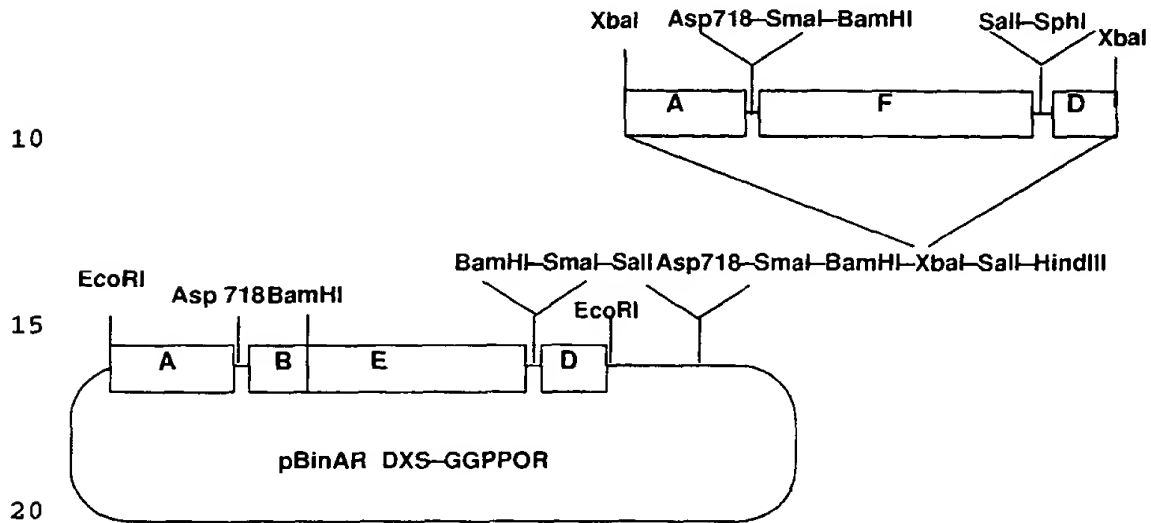 XbaI Asp718-SmaI-BamHI SalI-SphI XbaI
A F D
10
BamHI-SmaI-SalI Asp718-SmaI-BamHI-XbaI-SalI-HindIII
EcoRI
Asp 718 BamHI
EcoRI
15
A B E D
pBinAR DXS-GGPPOR
20